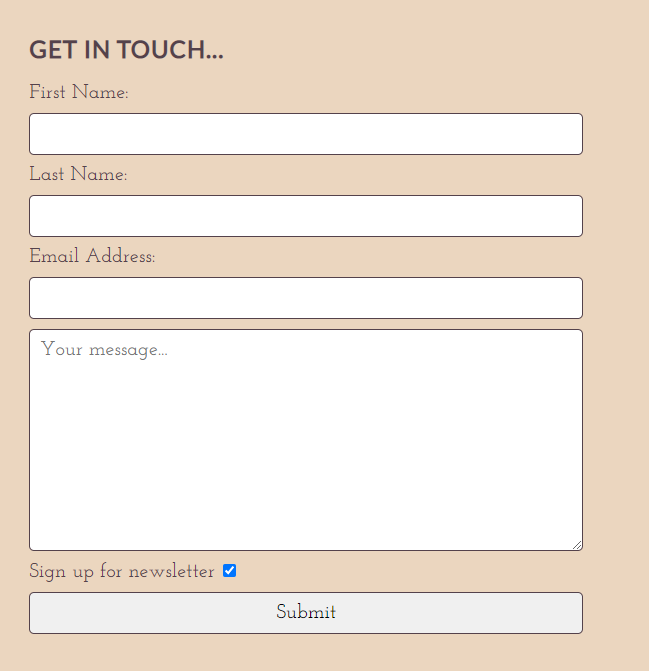 GET IN TOUCH...
First Name:
Last Name:
Email Address:
Your message...
Sign up for newsletter
Submit